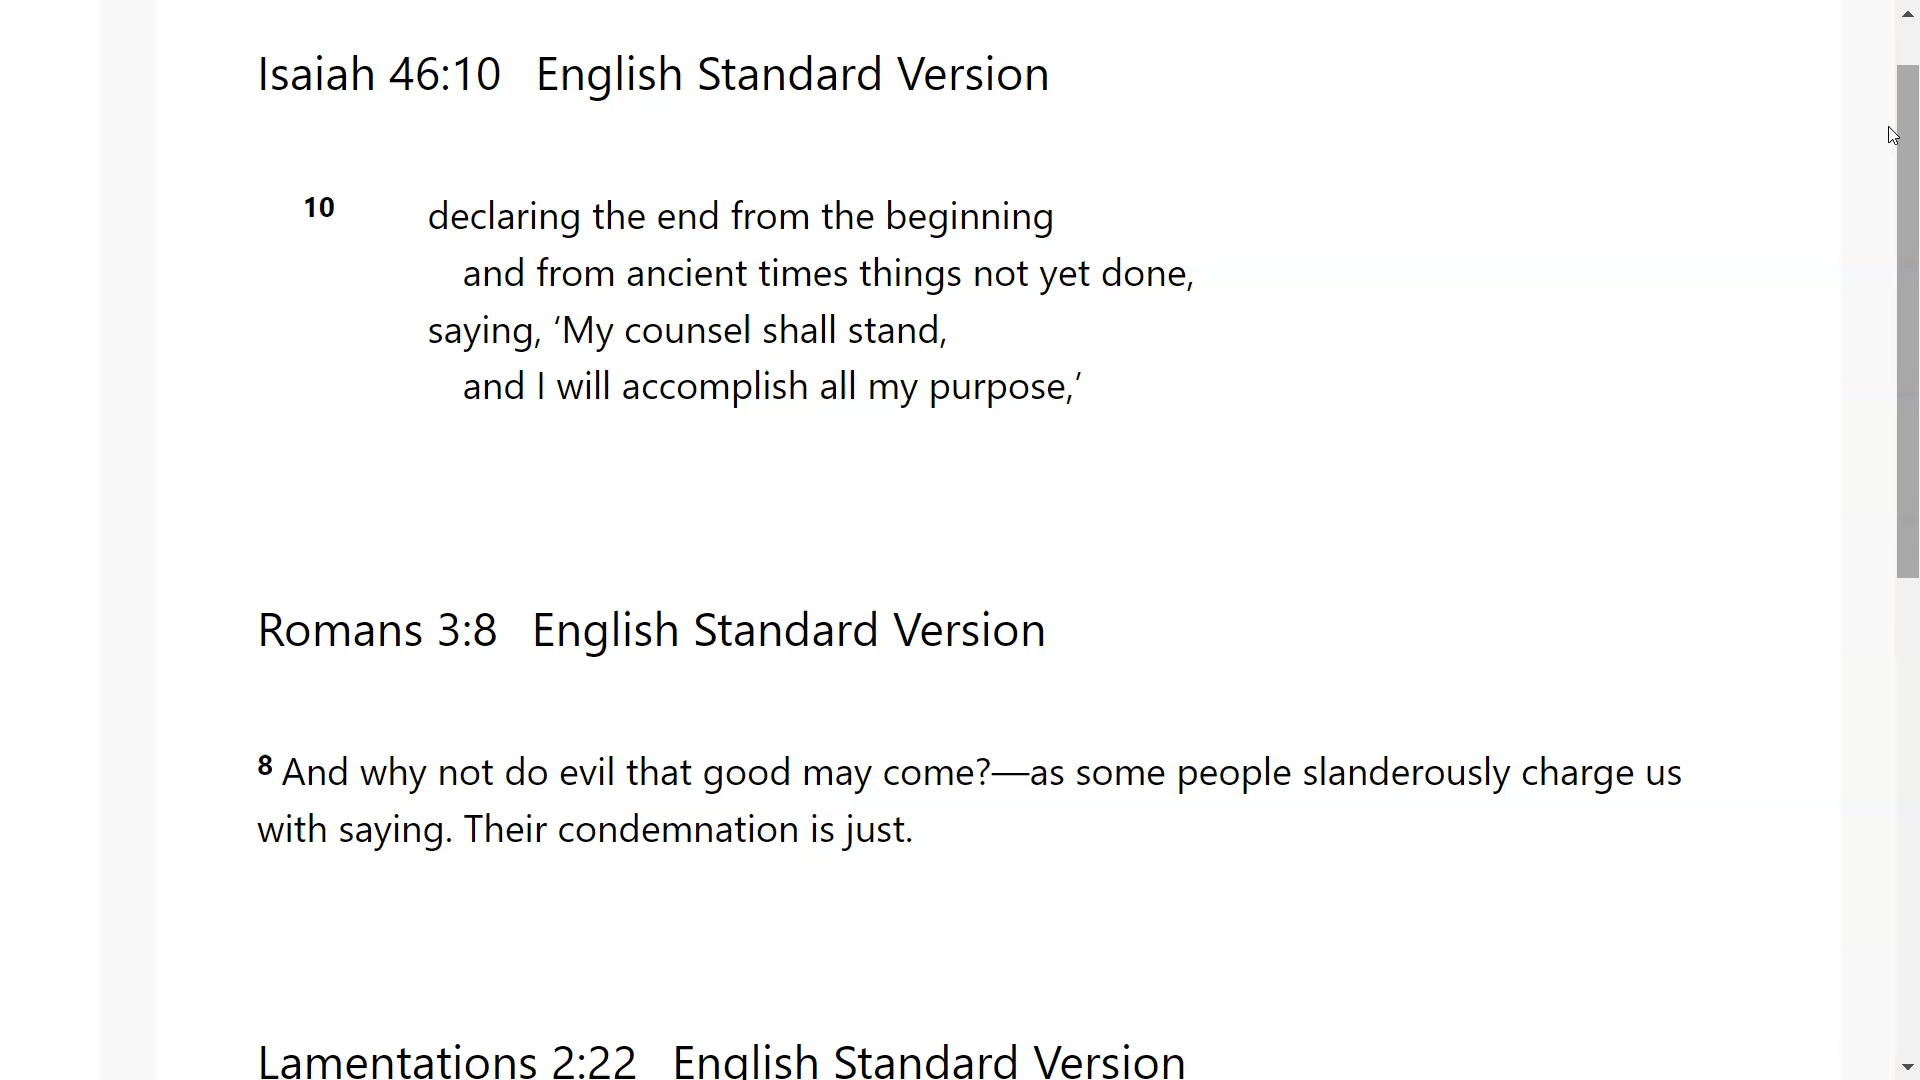 Isaiah 46:10 English Standard Version
10 declaring the end from the beginning
and from ancient times things not yet done,
saying, ‘My counsel shall stand,
and I will accomplish all my purpose,’
Romans 3:8 English Standard Version
8 And why not do evil that good may come?—as some people slanderously charge us
with saying. Their condemnation is just.
Lamentations 2:22 English Standard Version